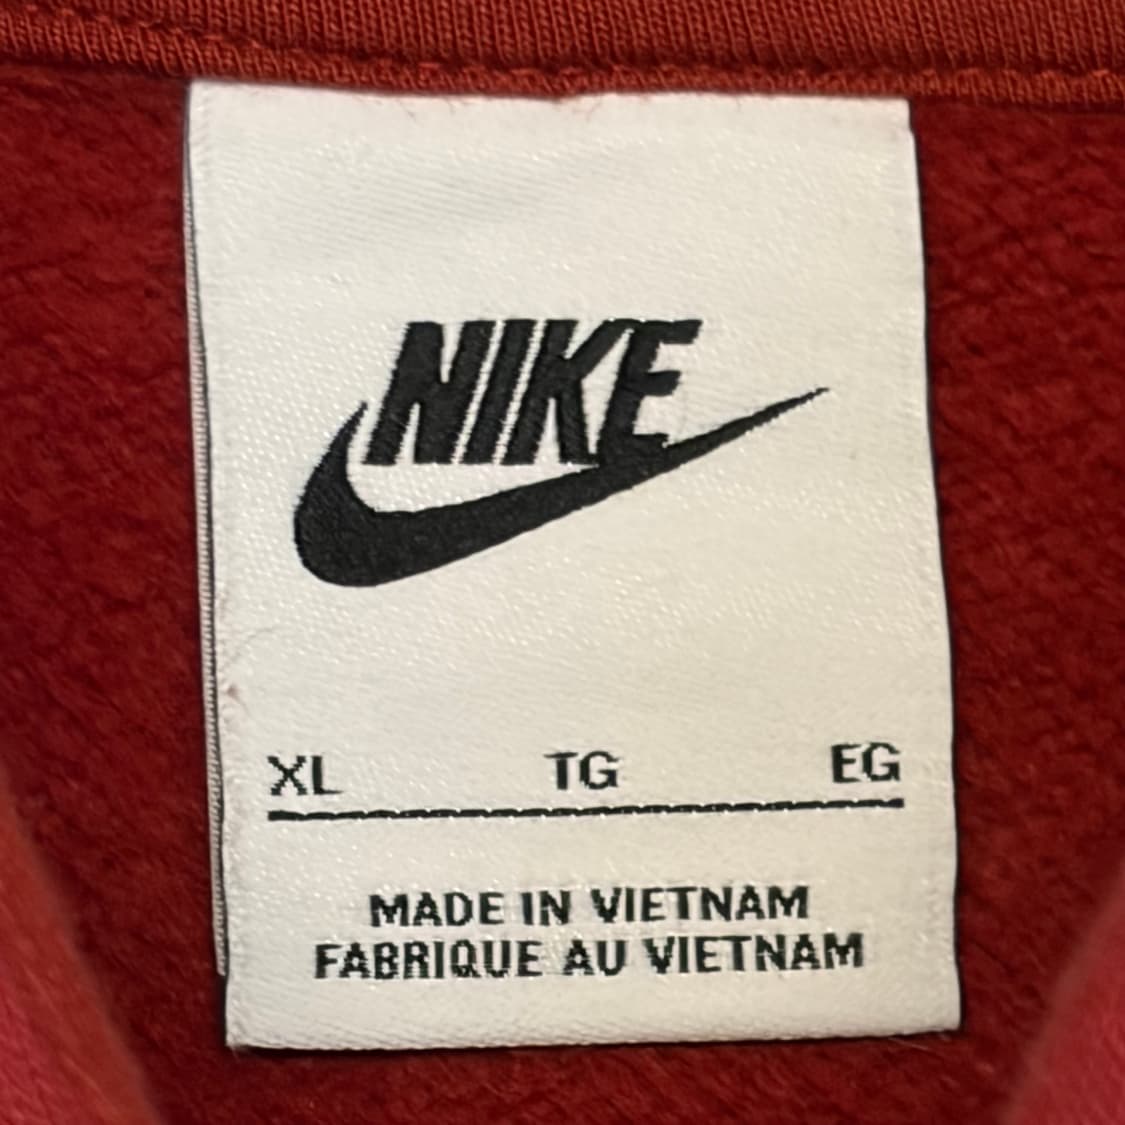 NIKE
XL TG EG
MADE IN VIETNAM
FABRIQUE AU VIETNAM